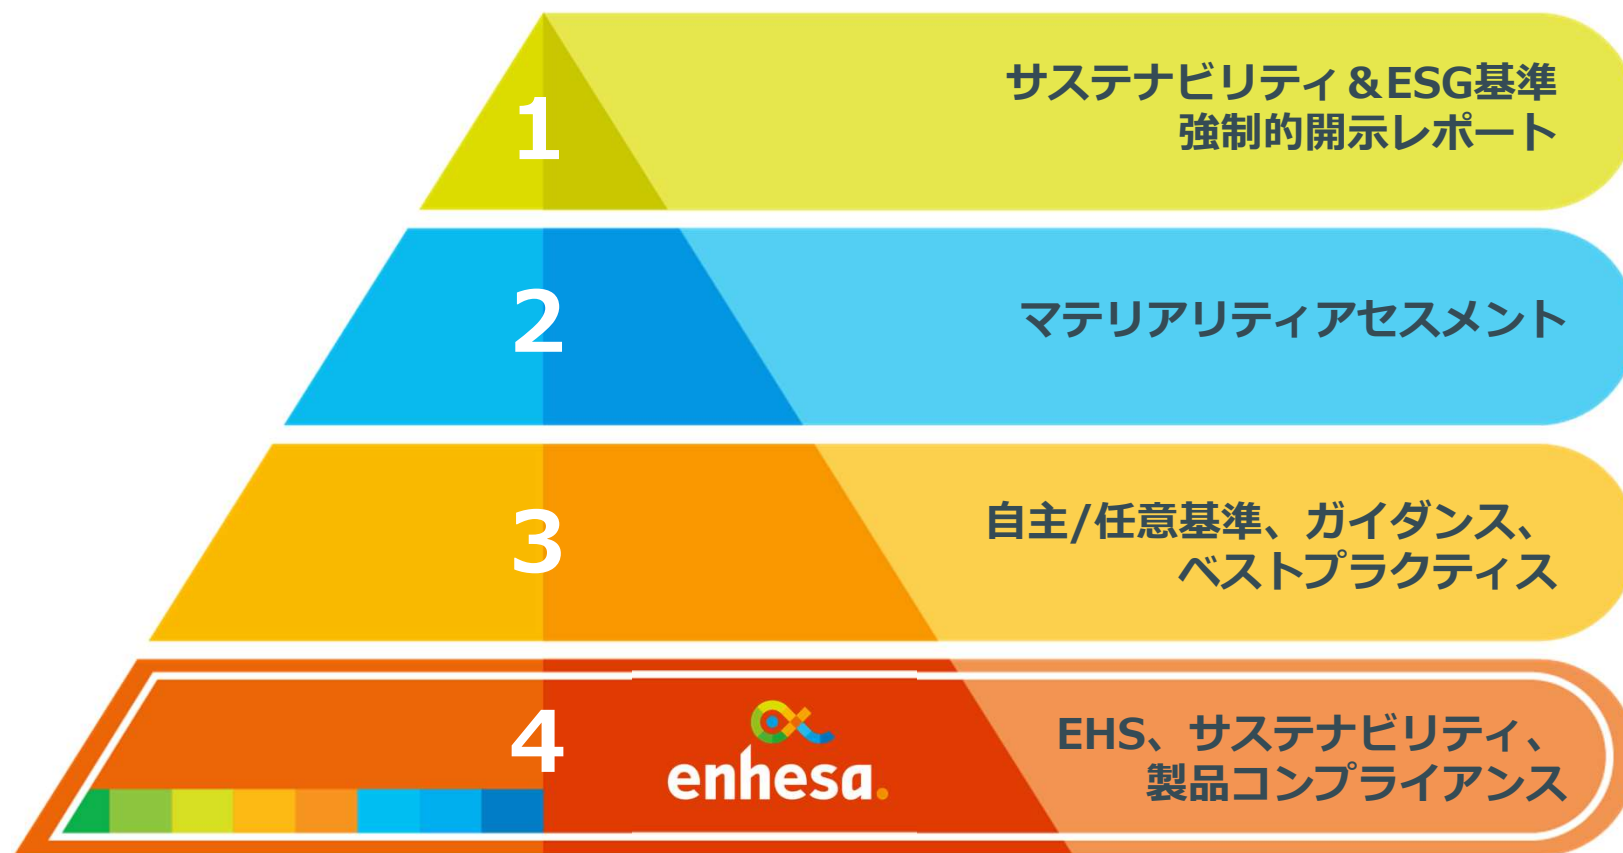 1
サステナビリティ＆ESG基準
強制的開示レポート
2
マテリアリティアセスメント
3
自主/任意基準、ガイダンス、
ベストプラクティス
4
enhesa.
EHS、サステナビリティ、
製品コンプライアンス